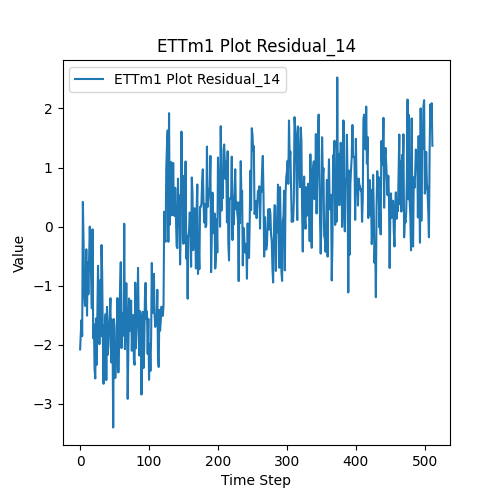 ETTm1 Plot Residual_14
ETTm1 Plot Residual_14
2
1
0
−1
−2
−3
Value
0 100 200 300 400 500
Time Step